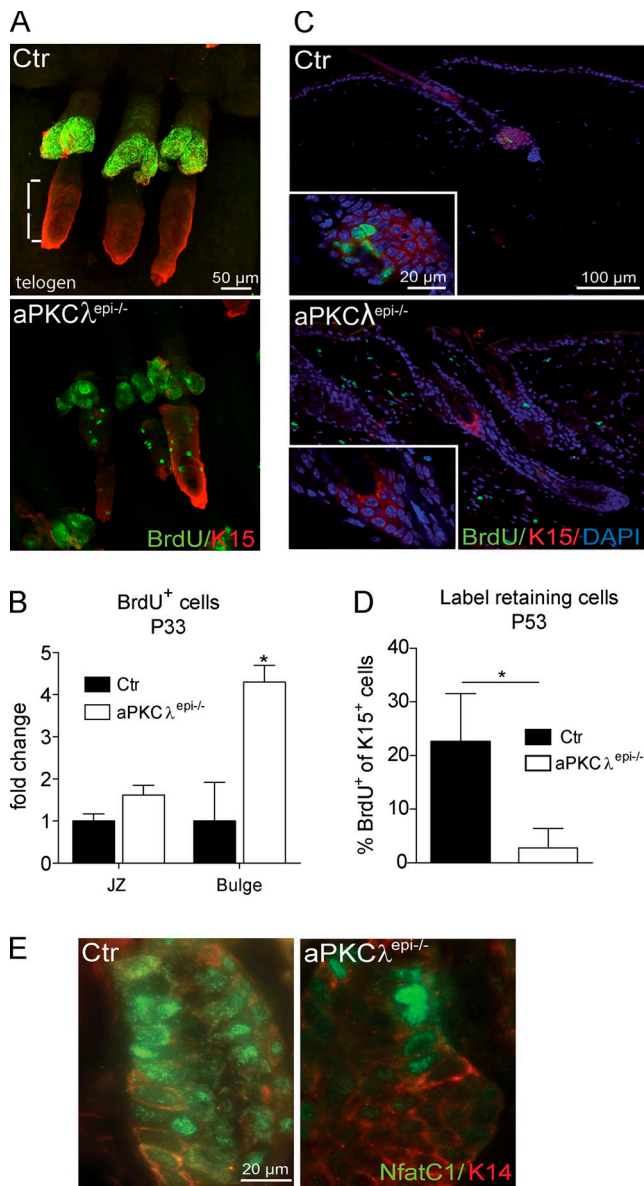 A
Ctr
telogen
50 µm
aPKCλepi-/-
BrdU/K15
C
Ctr
20 µm
100 µm
aPKCλepi-/-
BrdU/K15/DAPI
B
BrdU+ cells
P33
fold change
5
4
3
2
1
0
Ctr
aPKCλepi-/-
*
JZ
Bulge
D
Label retaining cells
P53
% BrdU+ of K15+ cells
40
30
20
10
0
*
Ctr
aPKCλepi-/-
E
Ctr
20 µm
aPKCλepi-/-
NfatC1/K14